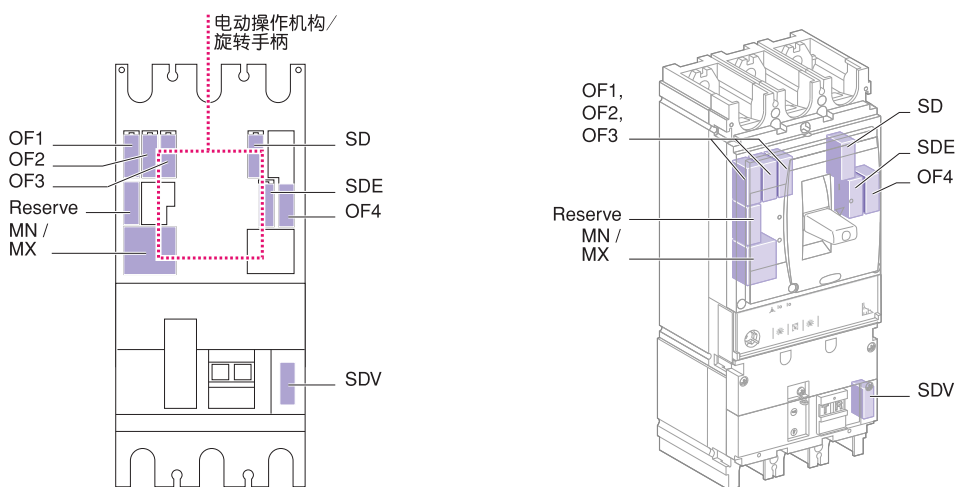 电动操作机构/
旋转手柄
OF1
OF2
OF3
Reserve
MN /
MX
SD
SDE
OF4
SDV
OF1,
OF2,
OF3
Reserve
MN /
MX
SD
SDE
OF4
SDV